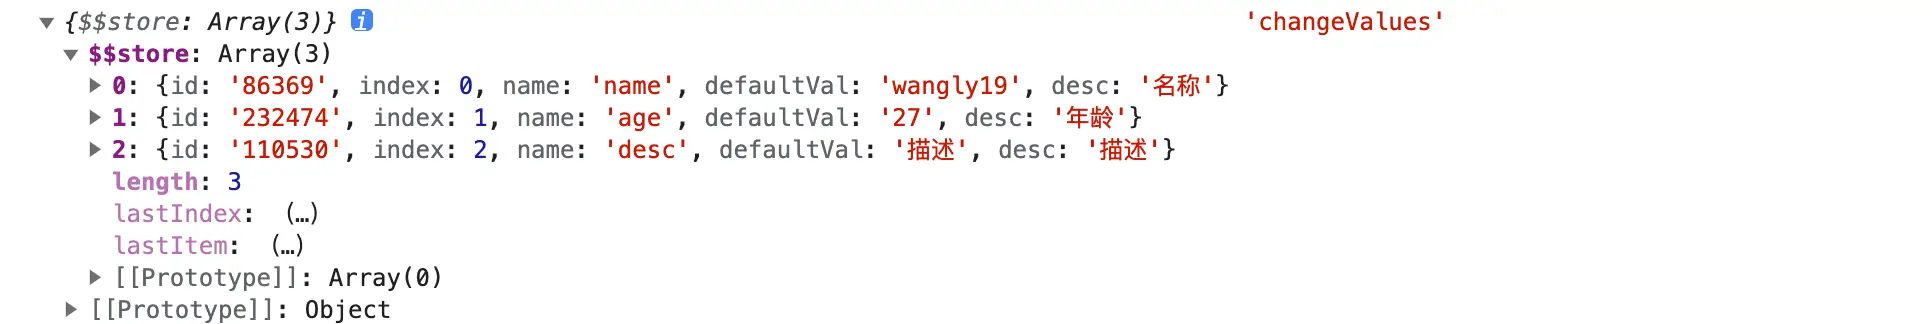 ▼ {$$store: Array(3)} i 'changeValues'
▼ $$store: Array(3)
▶ 0: {id: '86369', index: 0, name: 'name', defaultVal: 'wangly19', desc: '名称'}
▶ 1: {id: '232474', index: 1, name: 'age', defaultVal: '27', desc: '年龄'}
▶ 2: {id: '110530', index: 2, name: 'desc', defaultVal: '描述', desc: '描述'}
length: 3
lastIndex: (…)
lastItem: (…)
▶ [[Prototype]]: Array(0)
▶ [[Prototype]]: Object